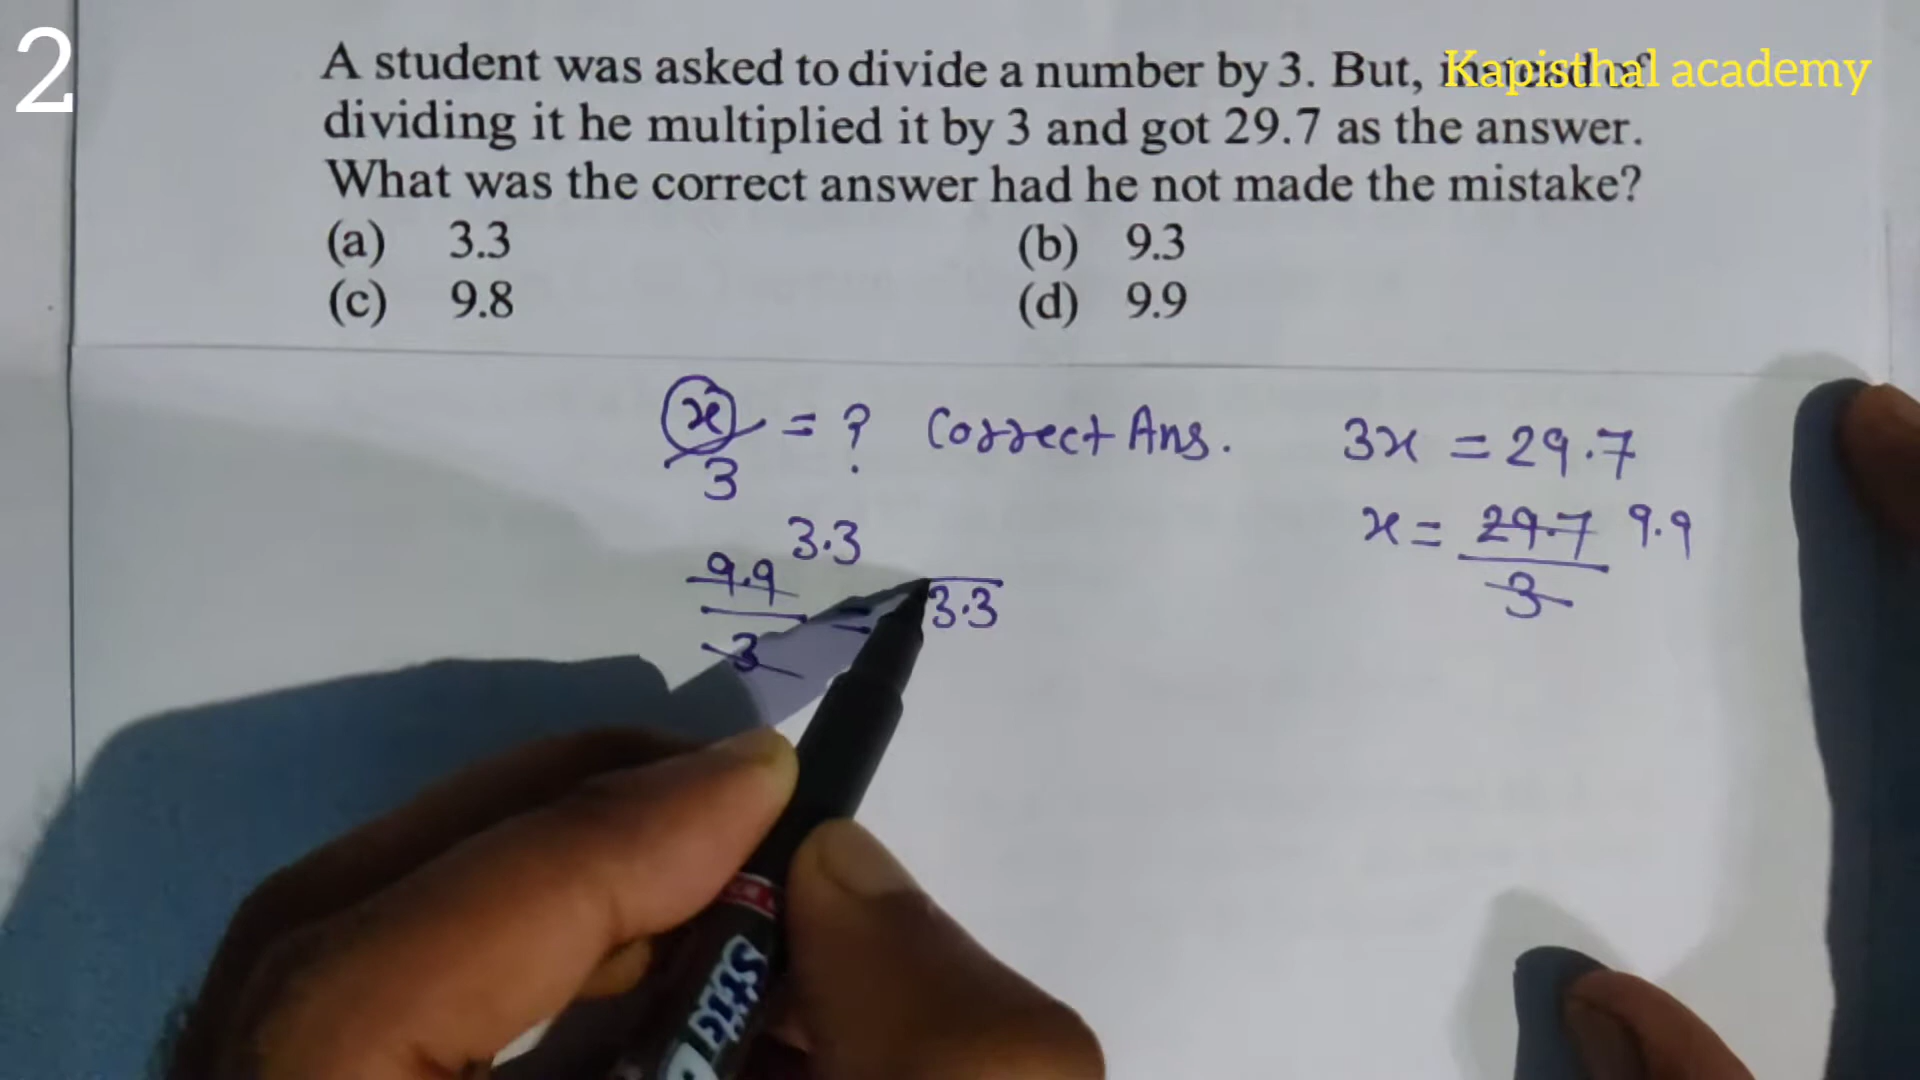 2
A student was asked to divide a number by 3. But, instead of
Kapisthal academy
dividing it he multiplied it by 3 and got 29.7 as the answer.
What was the correct answer had he not made the mistake?
(a) 3.3 (b) 9.3
(c) 9.8 (d) 9.9
x/3 = ? Correct Ans.
3x = 29.7
x = 29.7/3 9.9
9.9/3 3.3 = 3.3